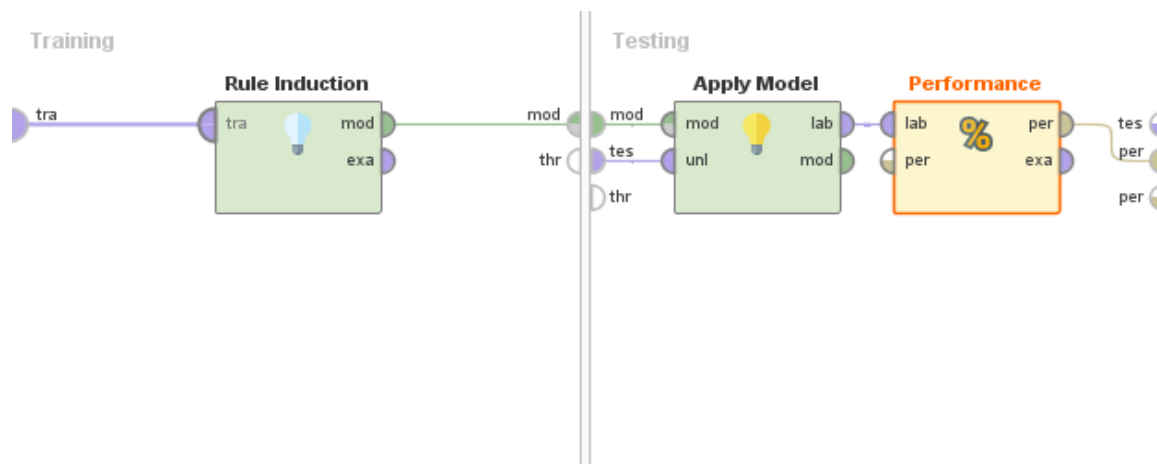 Training
Testing
Rule Induction
Apply Model
Performance
tra
tra
mod
exa
mod
thr
mod
tes
thr
mod
unl
lab
mod
lab
per
%
per
exa
tes
per
per